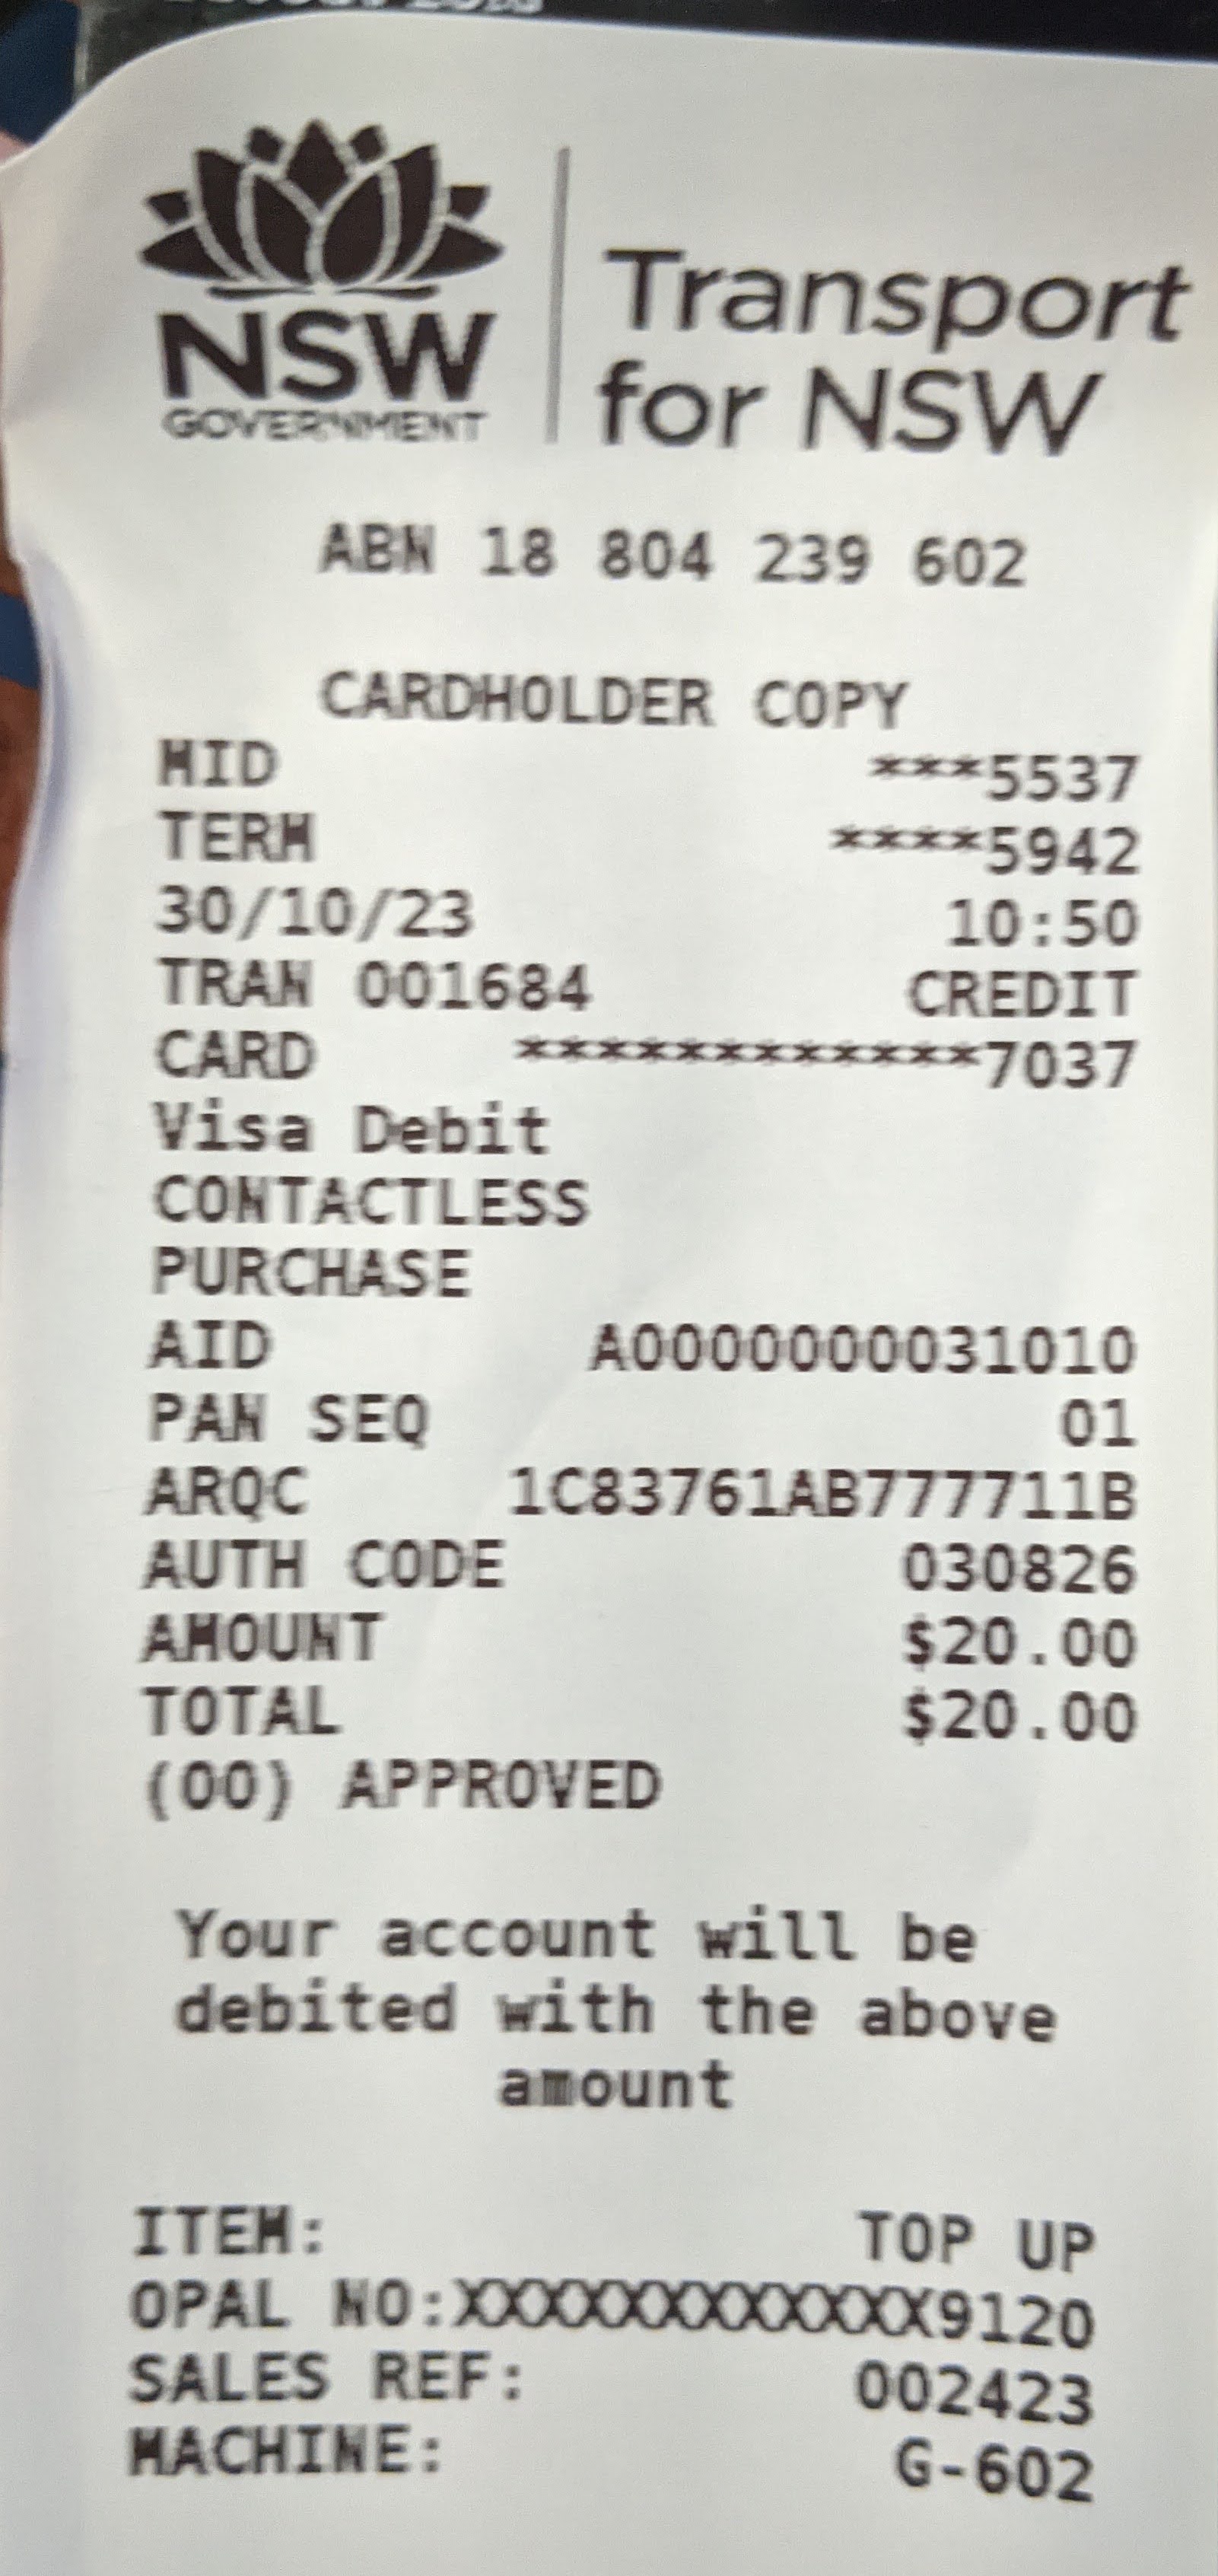 NSW
GOVERNMENT
Transport
for NSW
ABN 18 804 239 602
CARDHOLDER COPY
MID ***5537
TERM ****5942
30/10/23 10:50
TRAN 001684 CREDIT
CARD ************7037
Visa Debit
CONTACTLESS
PURCHASE
AID A0000000031010
PAN SEQ 01
ARQC 1C83761AB777711B
AUTH CODE 030826
AMOUNT $20.00
TOTAL $20.00
(00) APPROVED
Your account will be
debited with the above
amount
ITEM: TOP UP
OPAL NO:XXXXXXXXXXXXX9120
SALES REF: 002423
MACHINE: G-602